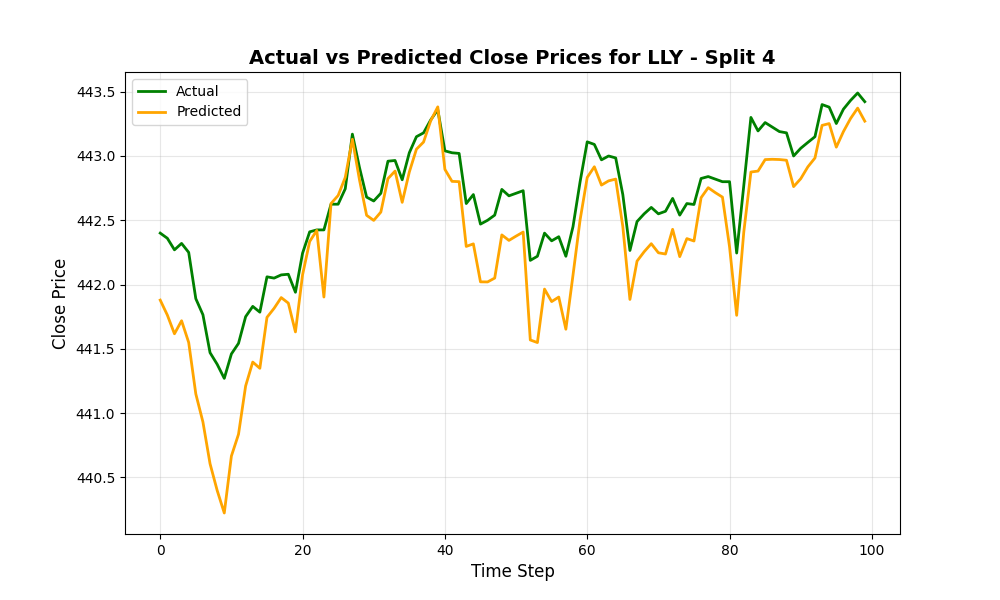 Actual vs Predicted Close Prices for LLY - Split 4
Actual
Predicted
443.5
443.0
442.5
442.0
441.5
441.0
440.5
Close Price
0 20 40 60 80 100
Time Step